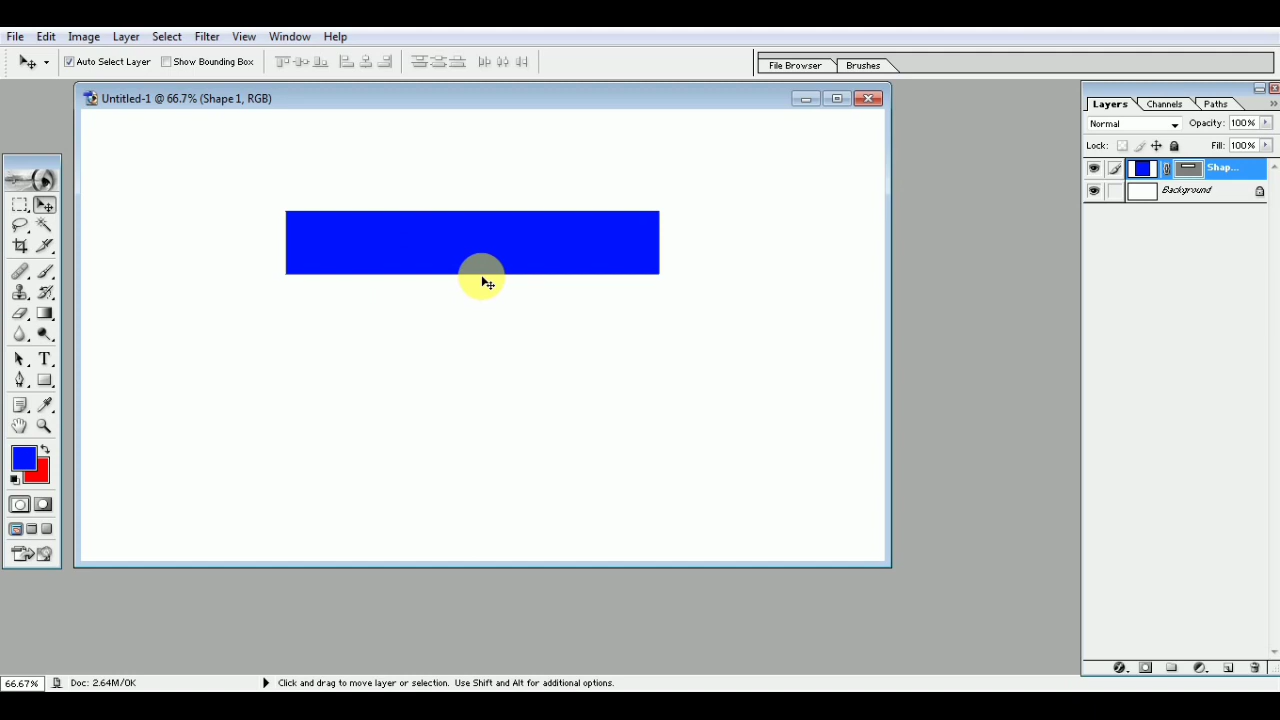 File Edit Image Layer Select Filter View Window Help
Auto Select Layer Show Bounding Box File Browser Brushes
Untitled-1 @ 66.7% (Shape 1, RGB)
Layers Channels Paths
Normal Opacity: 100%
Lock: Fill: 100%
Shap...
Background
T
66.67% Doc: 2.64M/0K Click and drag to move layer or selection. Use Shift and Alt for additional options.